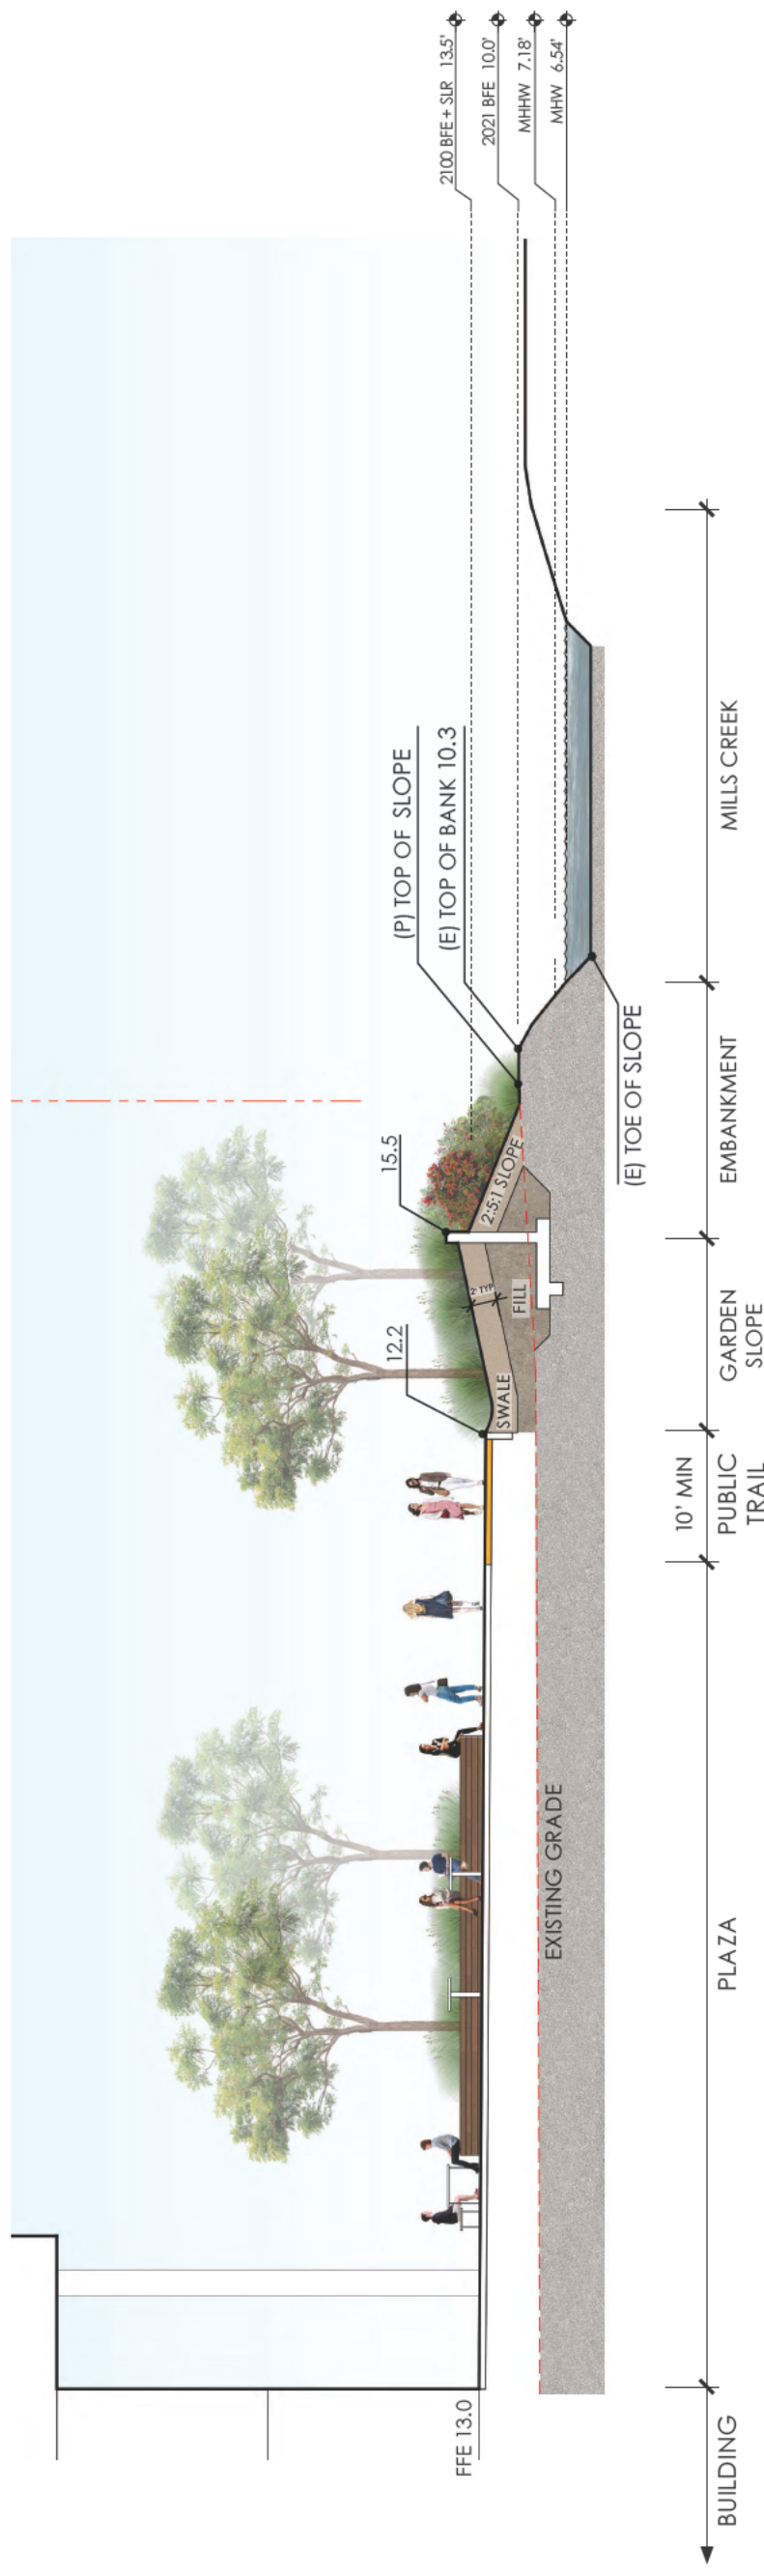 2100 BFE + SLR 13.5'
2021 BFE 10.0'
MHHW 7.18'
MHW 6.54'
(P) TOP OF SLOPE
(E) TOP OF BANK 10.3
15.5
12.2
2:5:1 SLOPE
2' TYP
FILL
SWALE
(E) TOE OF SLOPE
EXISTING GRADE
FFE 13.0
BUILDING
PLAZA
10' MIN
PUBLIC
TRAIL
GARDEN
SLOPE
EMBANKMENT
MILLS CREEK